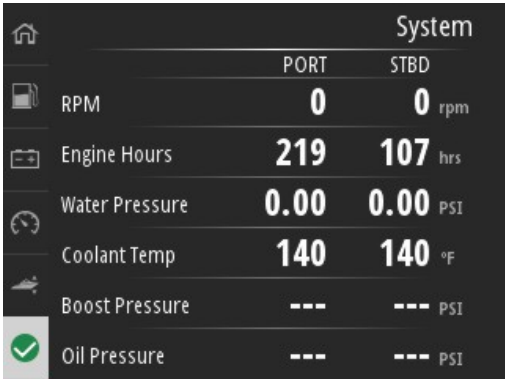 System
PORT STBD
RPM 0 0 rpm
Engine Hours 219 107 hrs
Water Pressure 0.00 0.00 PSI
Coolant Temp 140 140 °F
Boost Pressure --- --- PSI
Oil Pressure --- --- PSI